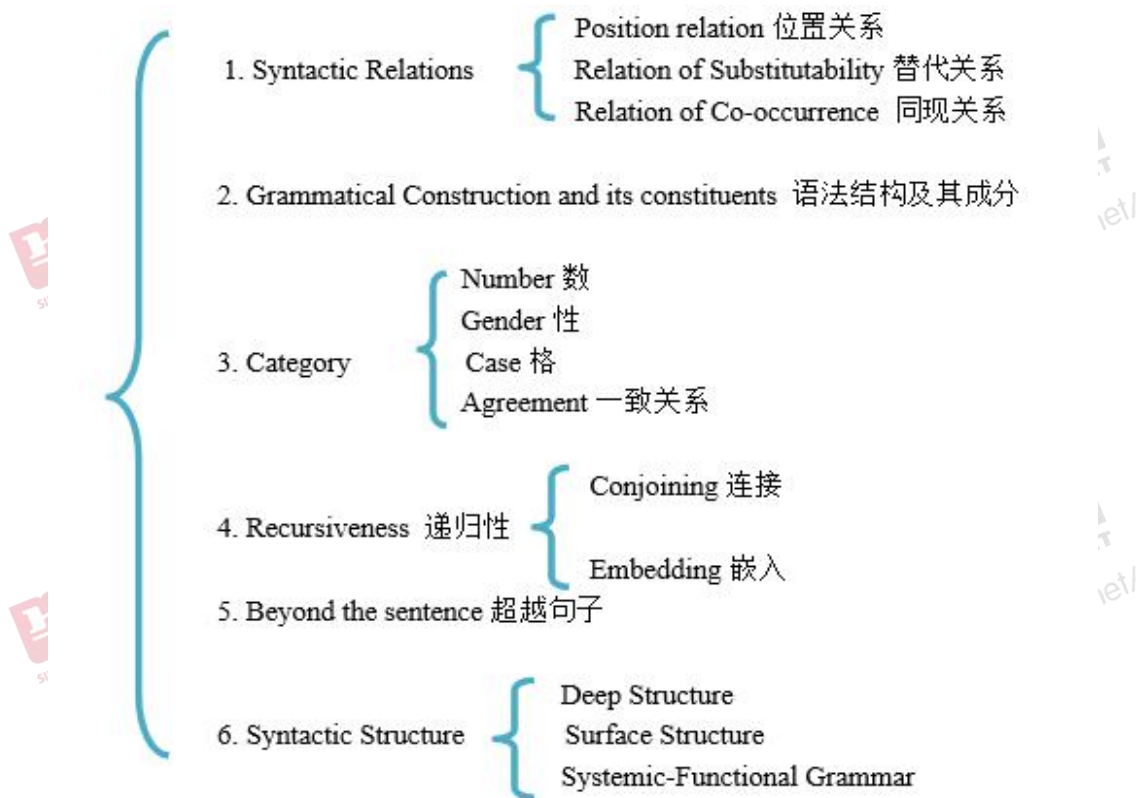 Position relation 位置关系
1. Syntactic Relations
Relation of Substitutability 替代关系
Relation of Co-occurrence 同现关系
2. Grammatical Construction and its constituents 语法结构及其成分
Number 数
Gender 性
3. Category
Case 格
Agreement 一致关系
Conjoining 连接
4. Recursiveness 递归性
Embedding 嵌入
5. Beyond the sentence 超越句子
Deep Structure
6. Syntactic Structure
Surface Structure
Systemic-Functional Grammar